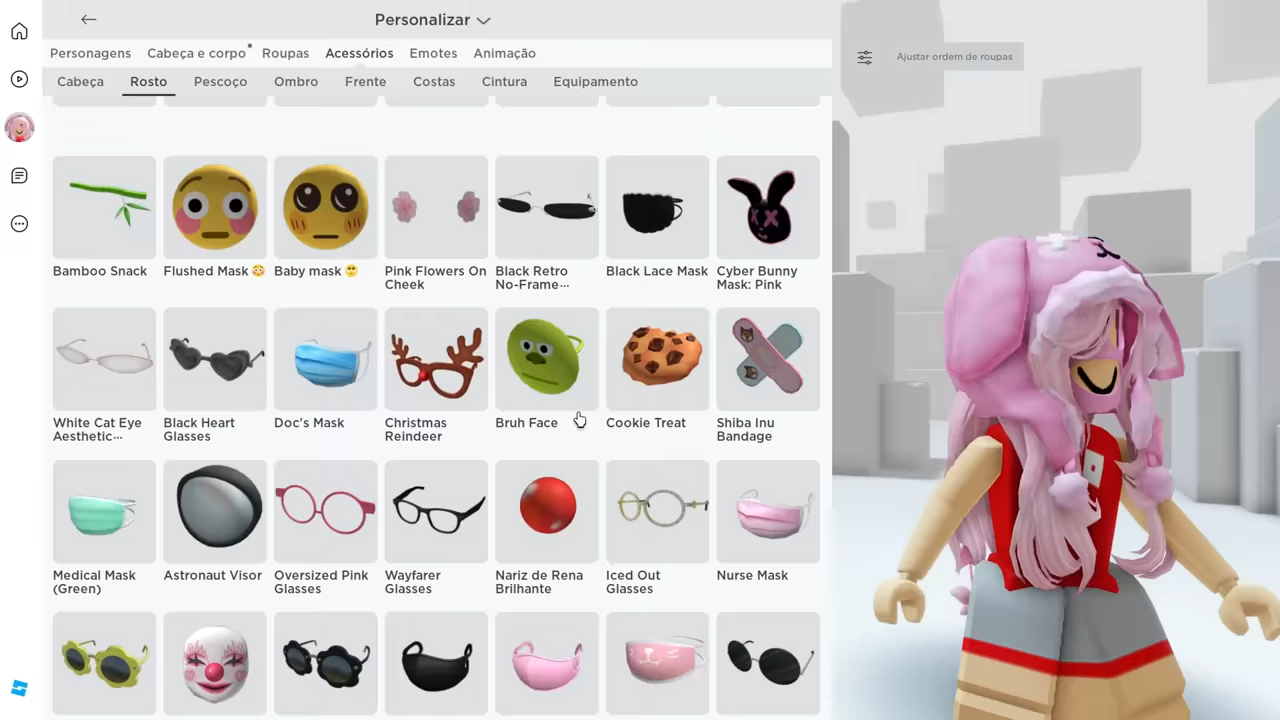 Personalizar
Personagens Cabeça e corpo Roupas Acessórios Emotes Animação
Cabeça Rosto Pescoço Ombro Frente Costas Cintura Equipamento
Ajustar ordem de roupas
Bamboo Snack
Flushed Mask 😳
Baby mask 🥺
Pink Flowers On
Cheek
Black Retro
No-Frame...
Black Lace Mask
Cyber Bunny
Mask: Pink
White Cat Eye
Aesthetic...
Black Heart
Glasses
Doc's Mask
Christmas
Reindeer
Bruh Face
Cookie Treat
Shiba Inu
Bandage
Medical Mask
(Green)
Astronaut Visor
Oversized Pink
Glasses
Wayfarer
Glasses
Nariz de Rena
Brilhante
Iced Out
Glasses
Nurse Mask